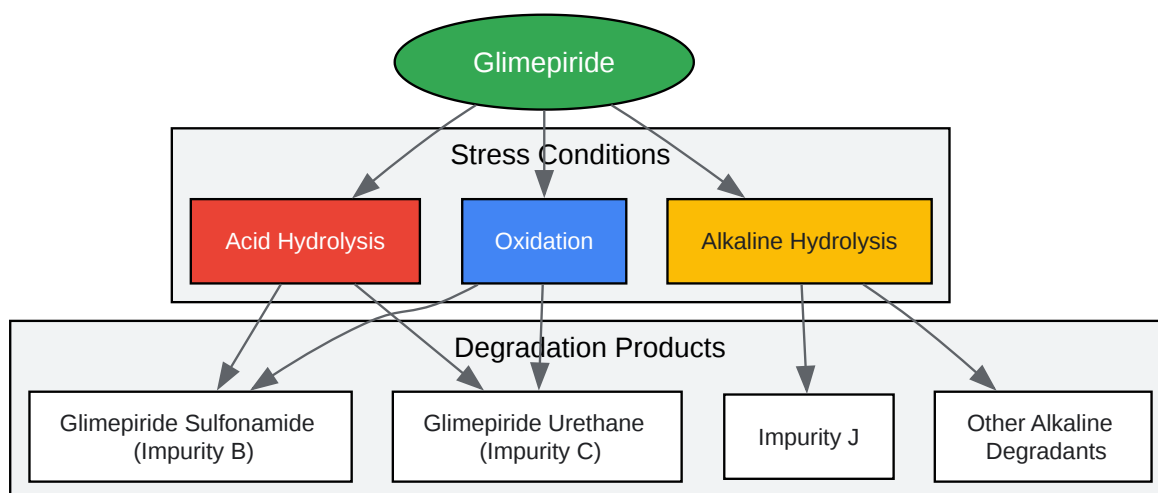 Glimepiride
Stress Conditions
Acid Hydrolysis
Oxidation
Alkaline Hydrolysis
Degradation Products
Glimepiride Sulfonamide
(Impurity B)
Glimepiride Urethane
(Impurity C)
Impurity J
Other Alkaline
Degradants